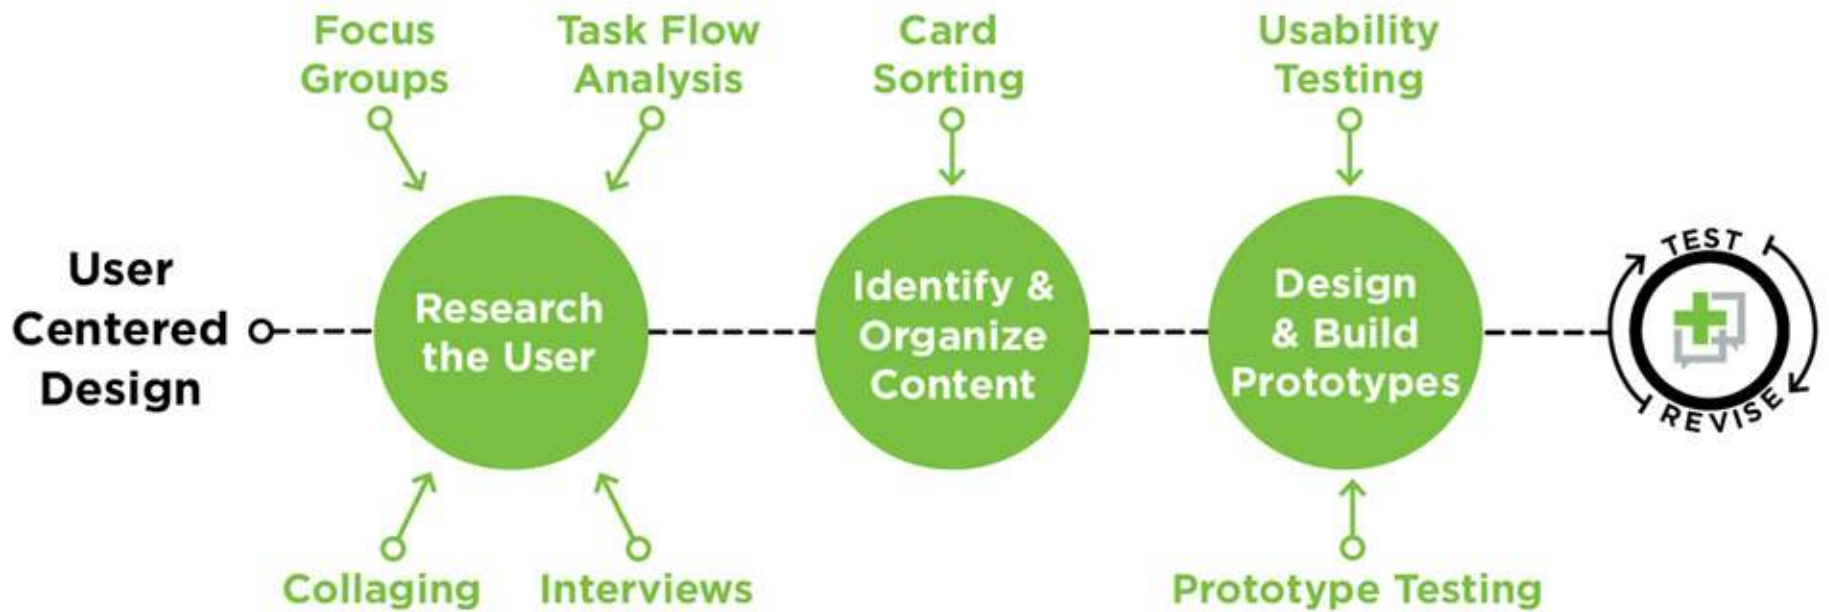 Focus
Groups
Task Flow
Analysis
Card
Sorting
Usability
Testing
User
Centered
Design
Research
the User
Identify &
Organize
Content
Design
& Build
Prototypes
TEST
REVISE
Collaging
Interviews
Prototype Testing